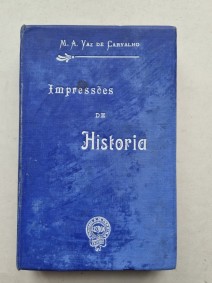 M. A. VAZ DE CARVALHO
Impressões
DE
Historia